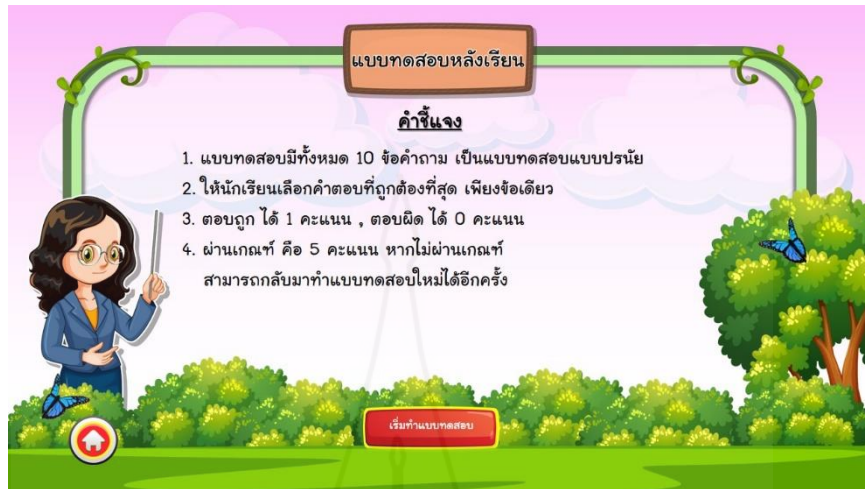 แบบทดสอบหลังเรียน
คำชี้แจง
1. แบบทดสอบมีทั้งหมด 10 ข้อคำถาม เป็นแบบทดสอบแบบปรนัย
2. ให้นักเรียนเลือกคำตอบที่ถูกต้องที่สุด เพียงข้อเดียว
3. ตอบถูก ได้ 1 คะแนน , ตอบผิด ได้ 0 คะแนน
4. ผ่านเกณฑ์ คือ 5 คะแนน หากไม่ผ่านเกณฑ์
สามารถกลับมาทำแบบทดสอบใหม่ได้อีกครั้ง
เริ่มทำแบบทดสอบ